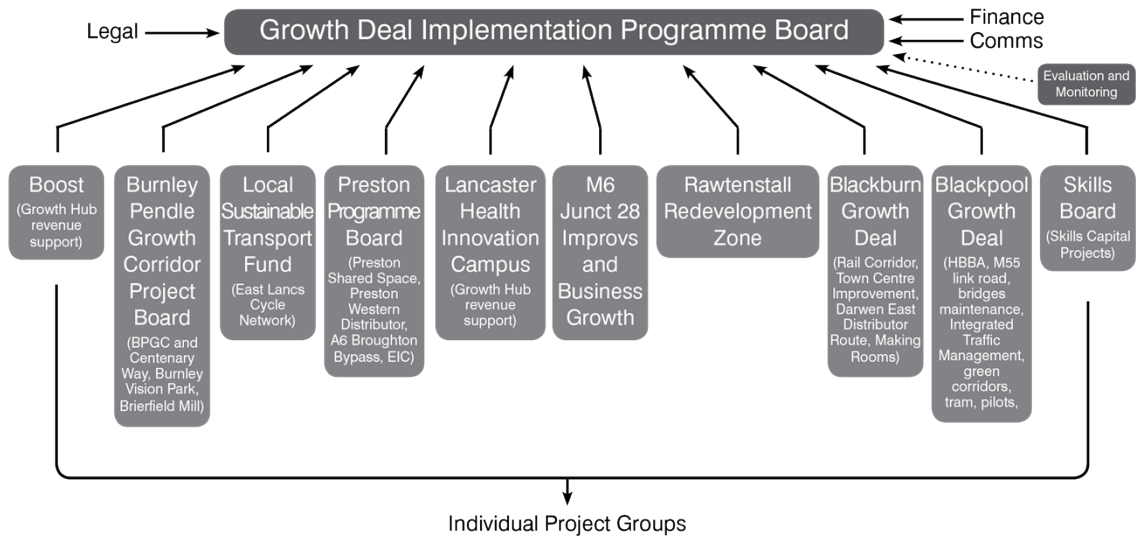 Legal
Growth Deal Implementation Programme Board
Finance
Comms
Evaluation and
Monitoring
Boost
(Growth Hub
revenue
support)
Burnley
Pendle
Growth
Corridor
Project
Board
(BPGC and
Centenary
Way, Burnley
Vision Park,
Brierfield Mill)
Local
Sustainable
Transport
Fund
(East Lancs
Cycle
Network)
Preston
Programme
Board
(Preston
Shared Space,
Preston
Western
Distributor,
A6 Broughton
Bypass, EIC)
Lancaster
Health
Innovation
Campus
(Growth Hub
revenue
support)
M6
Junct 28
Improvs
and
Business
Growth
Rawtenstall
Redevelopment
Zone
Blackburn
Growth
Deal
(Rail Corridor,
Town Centre
Improvement,
Darwen East
Distributor
Route, Making
Rooms)
Blackpool
Growth
Deal
(HBBA, M55
link road,
bridges
maintenance,
Integrated
Traffic
Management,
green
corridors,
tram, pilots,
Skills
Board
(Skills Capital
Projects)
Individual Project Groups